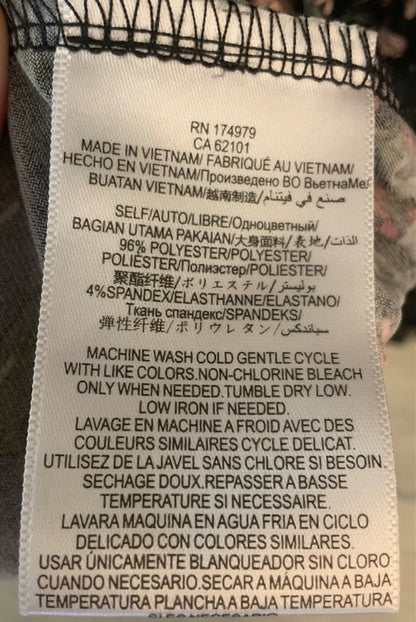 RN 174979
CA 62101
MADE IN VIETNAM/ FABRIQUÉ AU VIETNAM/
HECHO EN VIETNAM/Произведено ВО ВьетнаМе/
BUATAN VIETNAM/越南制造/صنع في فيتنام
SELF/AUTO/LIBRE/Одноцветный/
BAGIAN UTAMA PAKAIAN/大身面料/表地/الذات/
96% POLYESTER/POLYESTER/
POLIÉSTER/Полиэстер/POLIESTER/
聚酯纤维/ポリエステル/بوليستر/
4%SPANDEX/ELASTHANNE/ELASTANO/
Ткань спандекс/SPANDEKS/
弹性纤维/ポリウレタン/سباندكس
MACHINE WASH COLD GENTLE CYCLE
WITH LIKE COLORS.NON-CHLORINE BLEACH
ONLY WHEN NEEDED.TUMBLE DRY LOW.
LOW IRON IF NEEDED.
LAVAGE EN MACHINE A FROID AVEC DES
COULEURS SIMILAIRES CYCLE DELICAT.
UTILISEZ DE LA JAVEL SANS CHLORE SI BESOIN.
SECHAGE DOUX.REPASSER A BASSE
TEMPERATURE SI NECESSAIRE.
LAVARA MAQUINA EN AGUA FRIA EN CICLO
DELICADO CON COLORES SIMILARES.
USAR ÚNICAMENTE BLANQUEADOR SIN CLORO
CUANDO NECESARIO.SECAR A MÁQUINA A BAJA
TEMPERATURA PLANCHA A BAJA TEMPERATURA